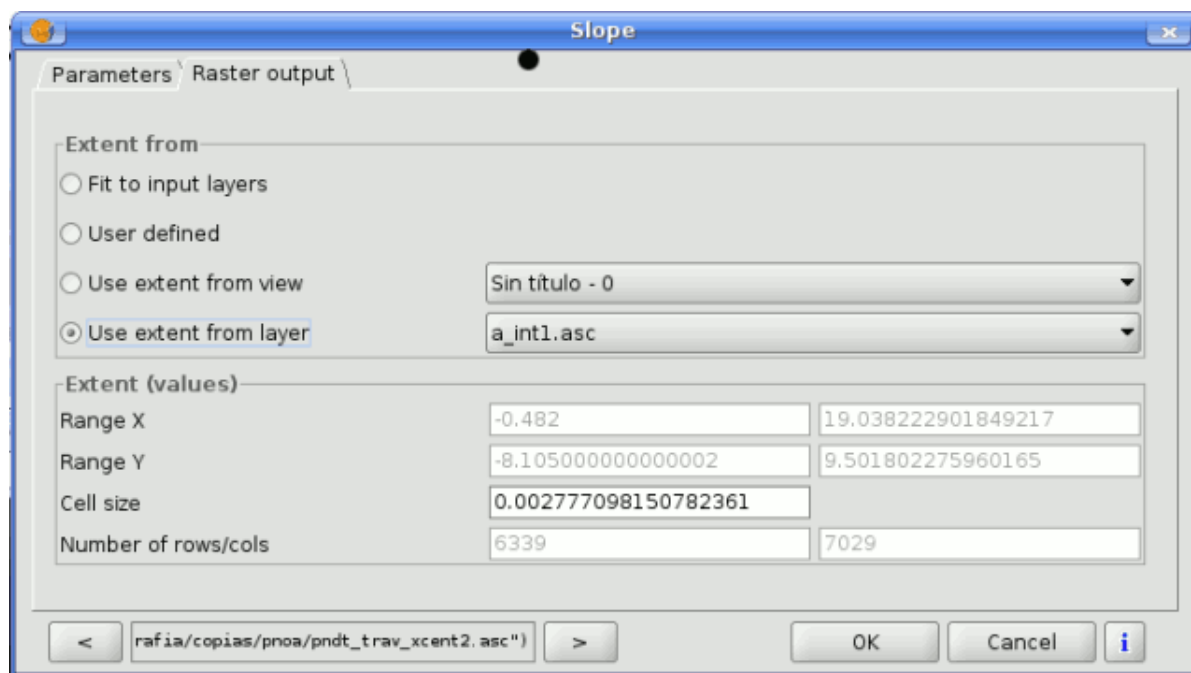 Slope
Parameters Raster output
Extent from
Fit to input layers
User defined
Use extent from view Sin título - 0
Use extent from layer a_int1.asc
Extent (values)
Range X -0.482 19.038222901849217
Range Y -8.105000000000002 9.501802275960165
Cell size 0.002777098150782361
Number of rows/cols 6339 7029
< rafia/copias/pnoa/pndt_trav_xcent2.asc") > OK Cancel i